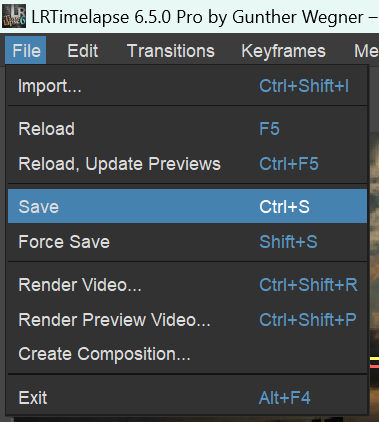 LRTimelapse 6.5.0 Pro by Gunther Wegner –
File Edit Transitions Keyframes Me
Import... Ctrl+Shift+I
Reload F5
Reload, Update Previews Ctrl+F5
Save Ctrl+S
Force Save Shift+S
Render Video... Ctrl+Shift+R
Render Preview Video... Ctrl+Shift+P
Create Composition...
Exit Alt+F4